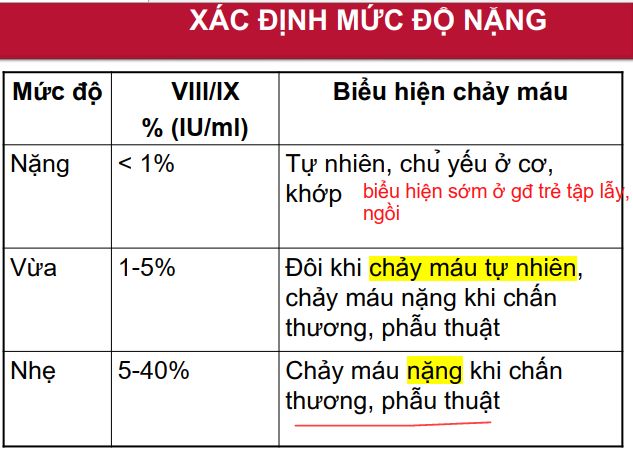 XÁC ĐỊNH MỨC ĐỘ NẶNG
Mức độ
VIII/IX
% (IU/ml)
Biểu hiện chảy máu
Nặng
< 1%
Tự nhiên, chủ yếu ở cơ,
khớp
biểu hiện sớm ở gđ trẻ tập lẫy,
ngồi
Vừa
1-5%
Đôi khi chảy máu tự nhiên,
chảy máu nặng khi chấn
thương, phẫu thuật
Nhẹ
5-40%
Chảy máu nặng khi chấn
thương, phẫu thuật